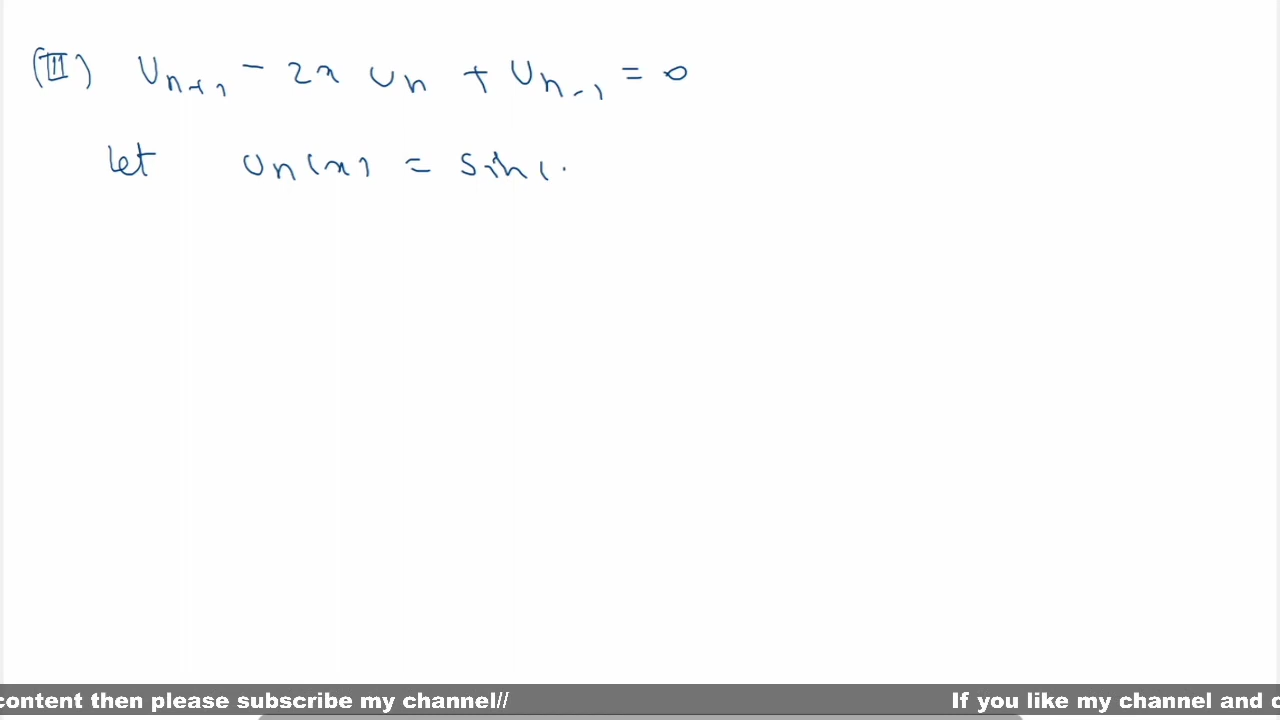 (II) Un+1 - 2x Un + Un-1 = 0
let Un(x) = Sin(.
content then please subscribe my channel//
If you like my channel and c